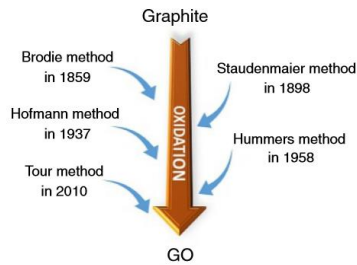 Graphite
Brodie method
in 1859
Staudenmaier method
in 1898
OXIDATION
Hofmann method
in 1937
Hummers method
in 1958
Tour method
in 2010
GO